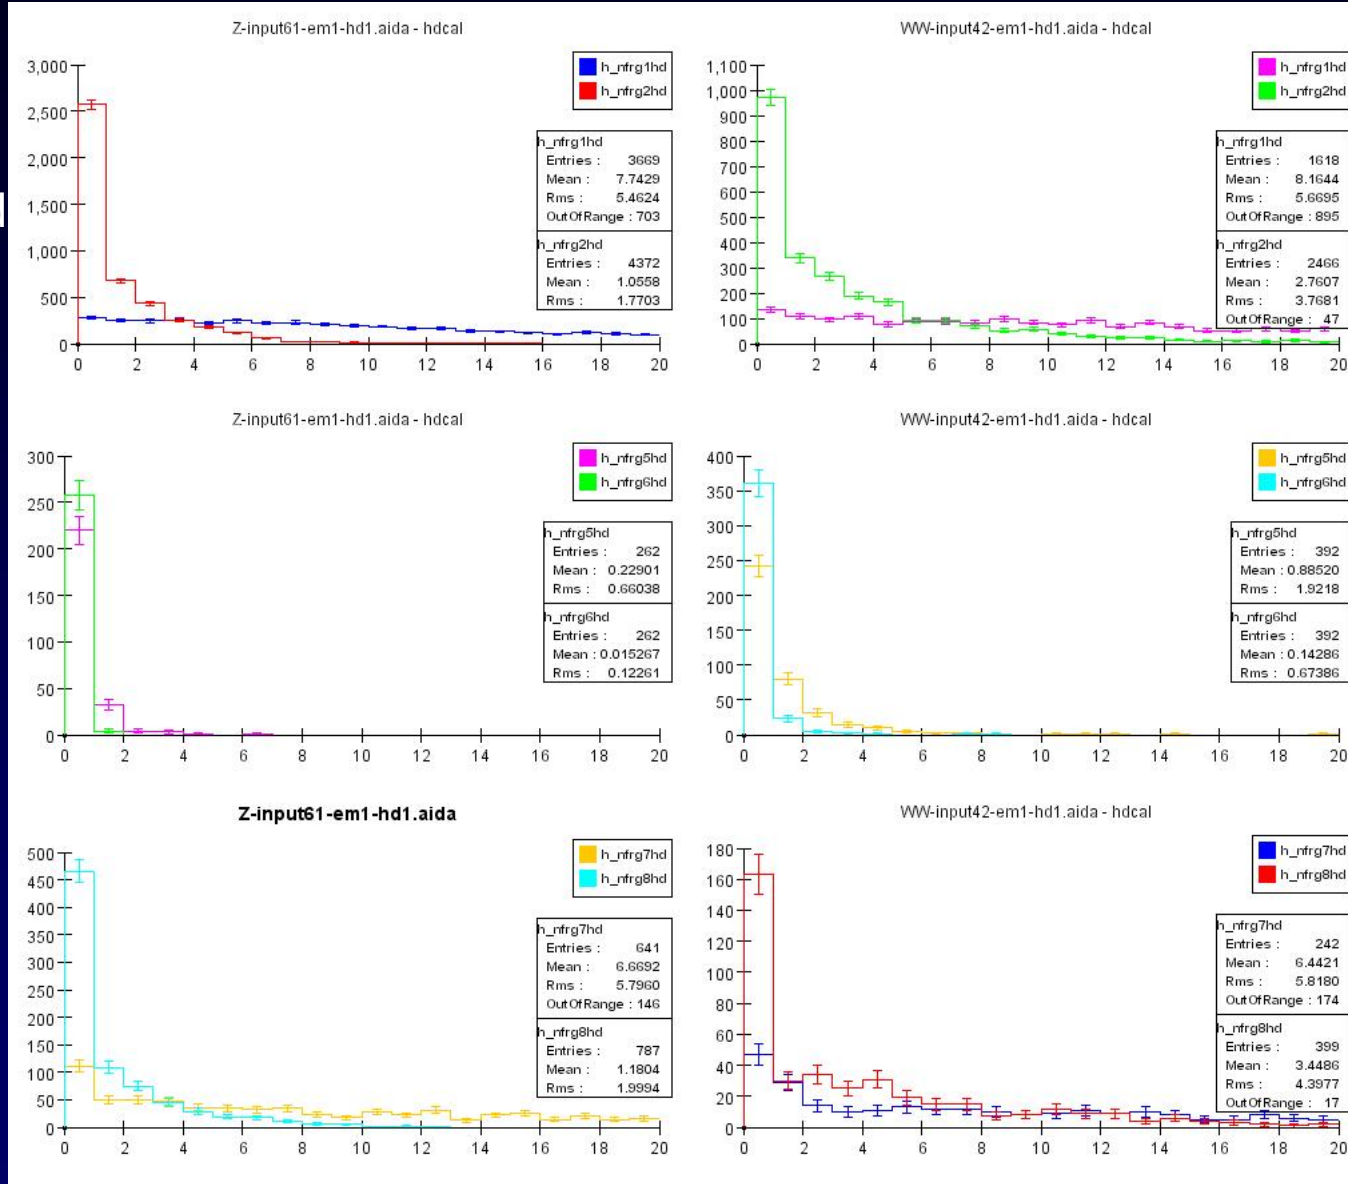 Z-input61-em1-hd1.aida - hdcal
3,000
2,500
2,000
1,500
1,000
500
0
0 2 4 6 8 10 12 14 16 18 20
h_nfrg1hd
h_nfrg2hd
h_nfrg1hd
Entries : 3669
Mean : 7.7429
Rms : 5.4624
OutOfRange : 703
h_nfrg2hd
Entries : 4372
Mean : 1.0558
Rms : 1.7703
WW-input42-em1-hd1.aida - hdcal
1,100
1,000
900
800
700
600
500
400
300
200
100
0
0 2 4 6 8 10 12 14 16 18 20
h_nfrg1hd
h_nfrg2hd
h_nfrg1hd
Entries : 1618
Mean : 8.1644
Rms : 5.6695
OutOfRange : 895
h_nfrg2hd
Entries : 2466
Mean : 2.7607
Rms : 3.7681
OutOfRange : 47
Z-input61-em1-hd1.aida - hdcal
300
250
200
150
100
50
0
0 2 4 6 8 10 12 14 16 18 20
h_nfrg5hd
h_nfrg6hd
h_nfrg5hd
Entries : 262
Mean : 0.22901
Rms : 0.66038
h_nfrg6hd
Entries : 262
Mean : 0.015267
Rms : 0.12261
WW-input42-em1-hd1.aida - hdcal
400
350
300
250
200
150
100
50
0
0 2 4 6 8 10 12 14 16 18 20
h_nfrg5hd
h_nfrg6hd
h_nfrg5hd
Entries : 392
Mean : 0.88520
Rms : 1.9218
h_nfrg6hd
Entries : 392
Mean : 0.14286
Rms : 0.67386
Z-input61-em1-hd1.aida
500
450
400
350
300
250
200
150
100
50
0
0 2 4 6 8 10 12 14 16 18 20
h_nfrg7hd
h_nfrg8hd
h_nfrg7hd
Entries : 641
Mean : 6.6692
Rms : 5.7960
OutOfRange : 146
h_nfrg8hd
Entries : 787
Mean : 1.1804
Rms : 1.9994
WW-input42-em1-hd1.aida - hdcal
180
160
140
120
100
80
60
40
20
0
0 2 4 6 8 10 12 14 16 18 20
h_nfrg7hd
h_nfrg8hd
h_nfrg7hd
Entries : 242
Mean : 6.4421
Rms : 5.8180
OutOfRange : 174
h_nfrg8hd
Entries : 399
Mean : 3.4486
Rms : 4.3977
OutOfRange : 17